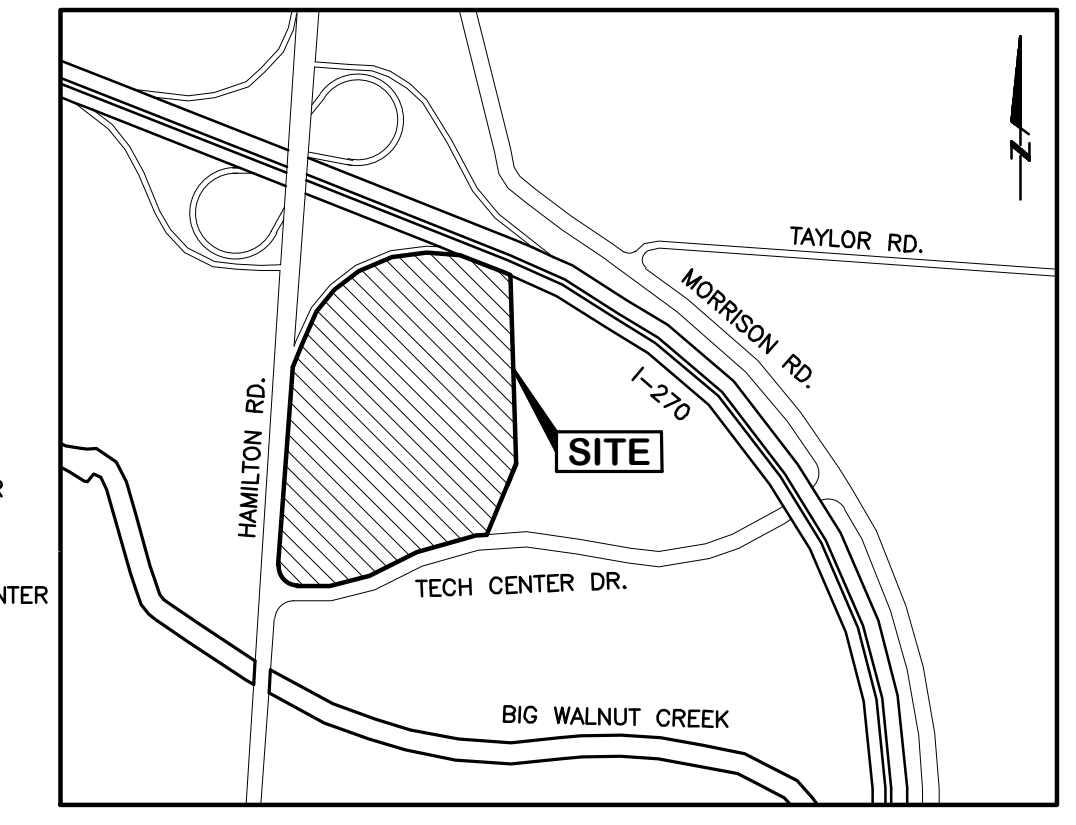 N
TAYLOR RD.
MORRISON RD.
I-270
HAMILTON RD.
SITE
R
NTER
TECH CENTER DR.
BIG WALNUT CREEK